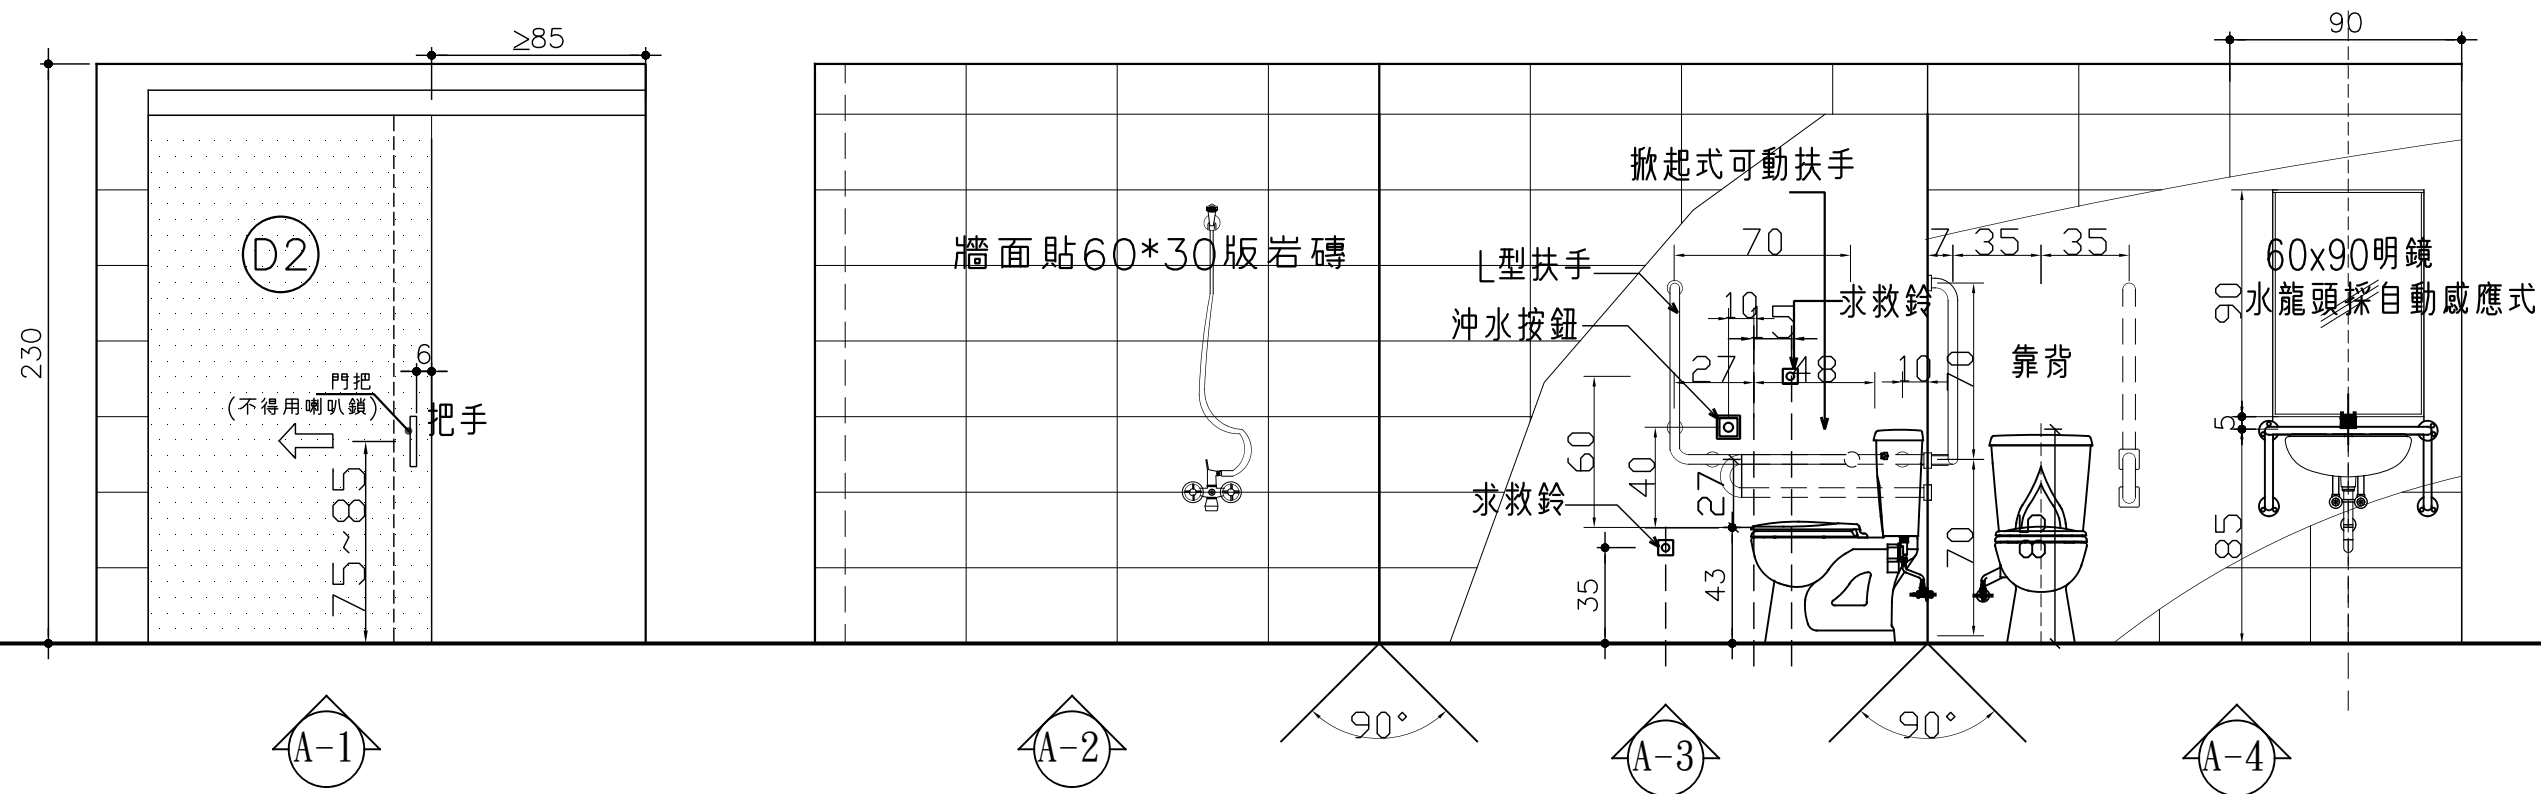 ≥85
230
D2
6
門把
(不得用喇叭鎖)
把手
75~85
A-1
牆面貼60*30版岩磚
A-2
90°
掀起式可動扶手
L型扶手
70
10
求救鈴
沖水按鈕
27
48
10
60
40
27
求救鈴
35
43
A-3
90°
7
35
35
70
靠背
70
90
60x90明鏡
水龍頭採自動感應式
90
5
85
A-4